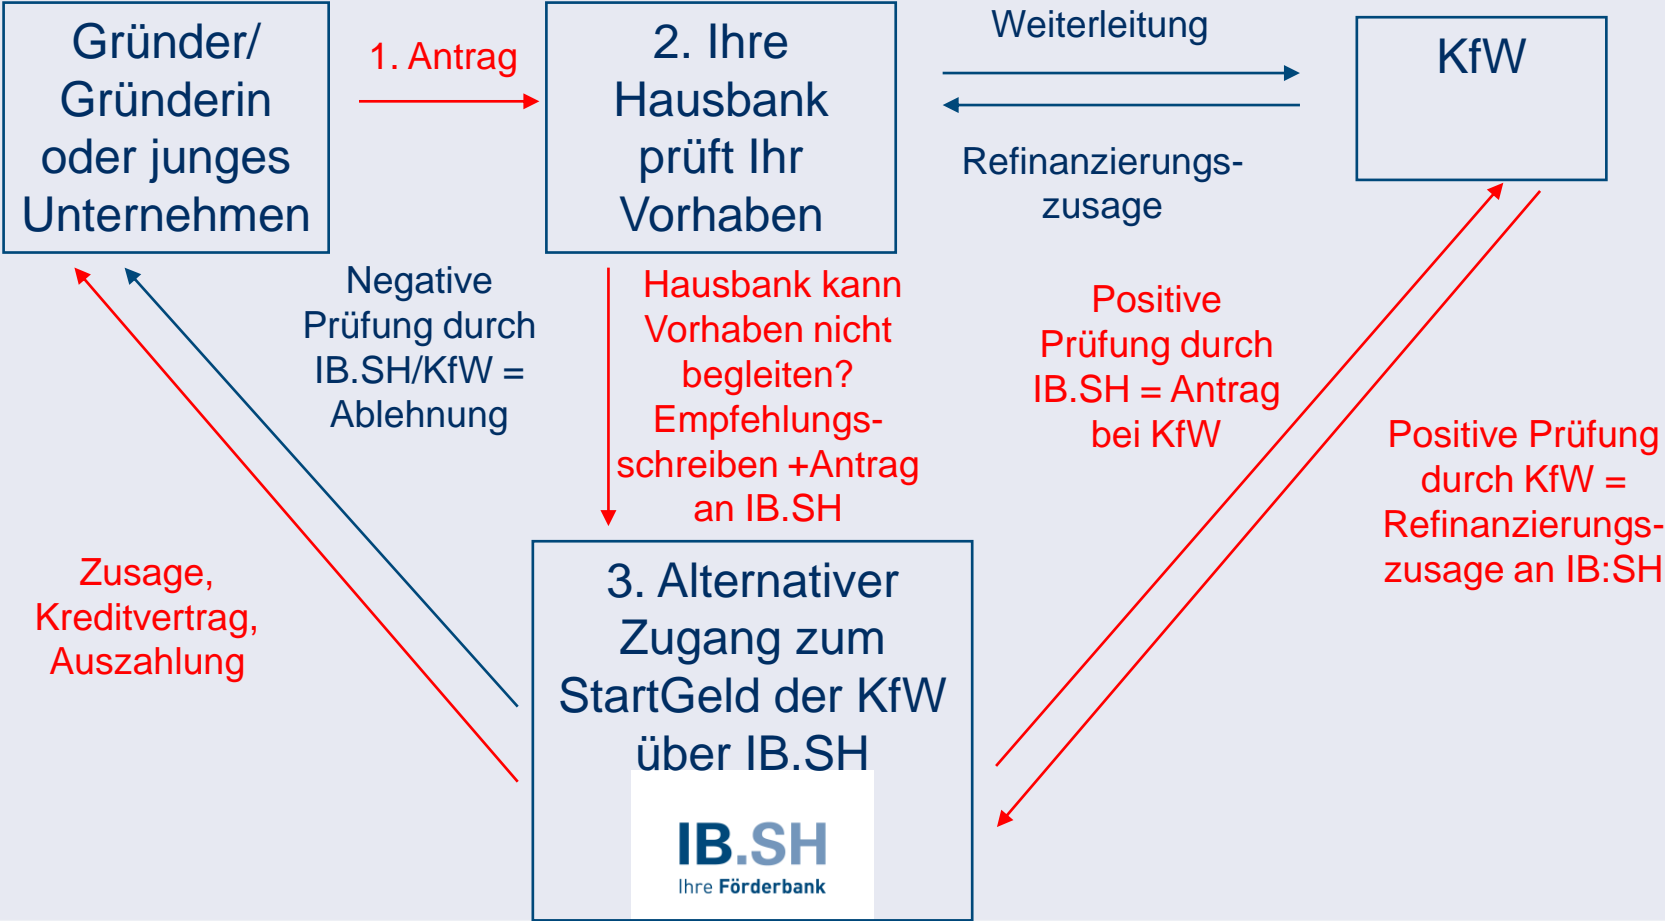 Gründer/
Gründerin
oder junges
Unternehmen
1. Antrag
2. Ihre
Hausbank
prüft Ihr
Vorhaben
Weiterleitung
Refinanzierungs-
zusage
KfW
Negative
Prüfung durch
IB.SH/KfW =
Ablehnung
Hausbank kann
Vorhaben nicht
begleiten?
Empfehlungs-
schreiben +Antrag
an IB.SH
Positive
Prüfung durch
IB.SH = Antrag
bei KfW
Positive Prüfung
durch KfW =
Refinanzierungs-
zusage an IB:SH
Zusage,
Kreditvertrag,
Auszahlung
3. Alternativer
Zugang zum
StartGeld der KfW
über IB.SH
IB.SH
Ihre Förderbank